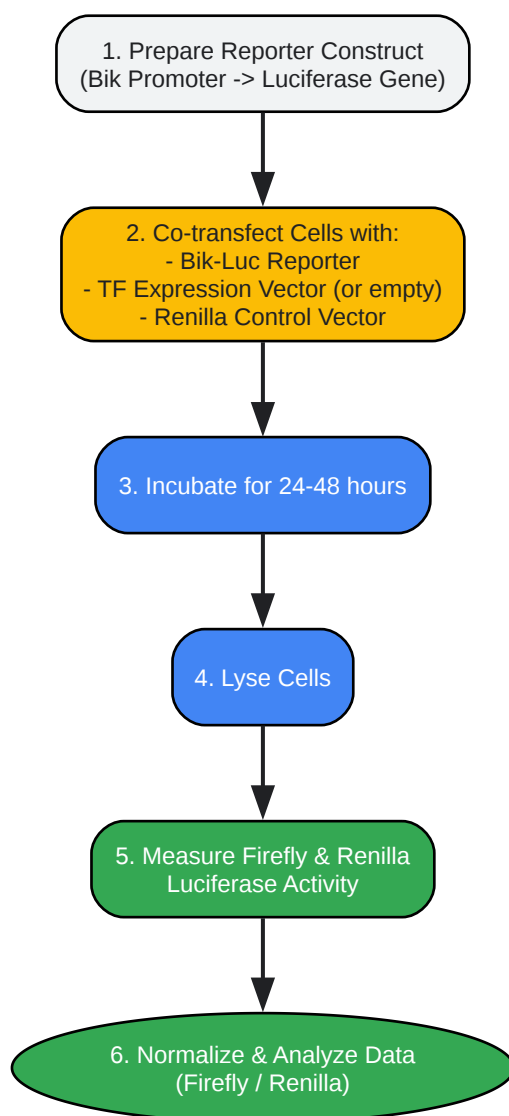 1. Prepare Reporter Construct
(Bik Promoter -> Luciferase Gene)
2. Co-transfect Cells with:
- Bik-Luc Reporter
- TF Expression Vector (or empty)
- Renilla Control Vector
3. Incubate for 24-48 hours
4. Lyse Cells
5. Measure Firefly & Renilla
Luciferase Activity
6. Normalize & Analyze Data
(Firefly / Renilla)